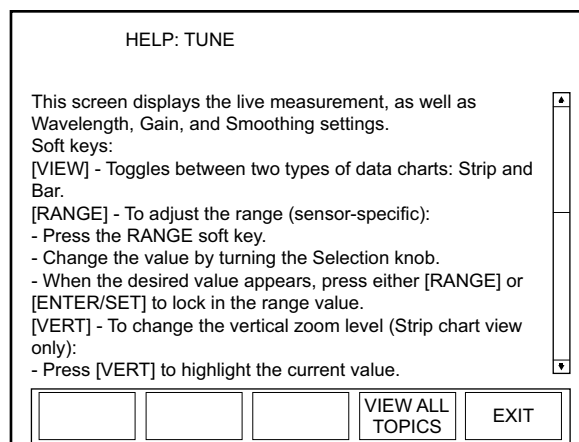 HELP: TUNE
This screen displays the live measurement, as well as
Wavelength, Gain, and Smoothing settings.
Soft keys:
[VIEW] - Toggles between two types of data charts: Strip and
Bar.
[RANGE] - To adjust the range (sensor-specific):
- Press the RANGE soft key.
- Change the value by turning the Selection knob.
- When the desired value appears, press either [RANGE] or
[ENTER/SET] to lock in the range value.
[VERT] - To change the vertical zoom level (Strip chart view
only):
- Press [VERT] to highlight the current value.
VIEW ALL
TOPICS
EXIT